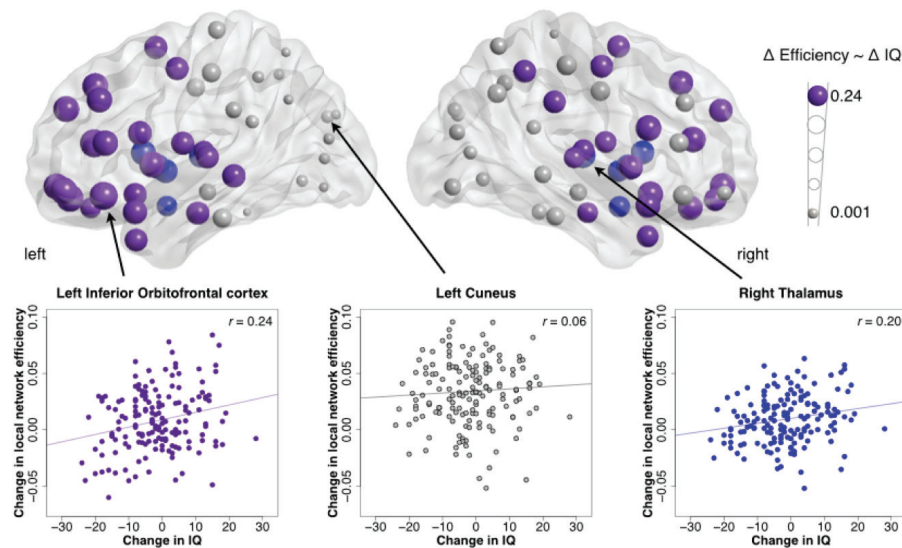 Δ Efficiency ~ Δ IQ
0.24
0.001
left
right
Left Inferior Orbitofrontal cortex
r = 0.24
Change in local network efficiency
0.10
0.05
0.00
−0.05
−30 −20 −10 0 10 20 30
Change in IQ
Left Cuneus
r = 0.06
Change in local network efficiency
0.10
0.05
0.00
−0.05
−30 −20 −10 0 10 20 30
Change in IQ
Right Thalamus
r = 0.20
Change in local network efficiency
0.10
0.05
0.00
−0.05
−30 −20 −10 0 10 20 30
Change in IQ